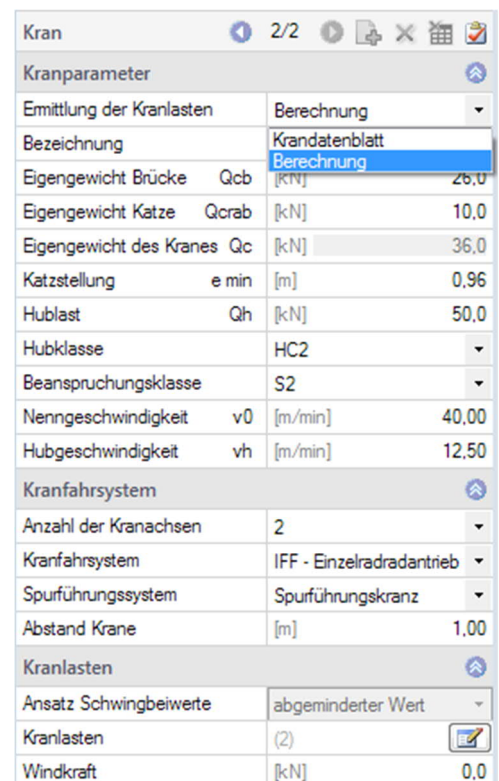 Kran 2/2
Kranparameter
Ermittlung der Kranlasten Berechnung
Bezeichnung Krandatenblatt
Berechnung
Eigengewicht Brücke Qcb [kN] 26,0
Eigengewicht Katze Qcrab [kN] 10,0
Eigengewicht des Kranes Qc [kN] 36,0
Katzstellung e min [m] 0,96
Hublast Qh [kN] 50,0
Hubklasse HC2
Beanspruchungsklasse S2
Nenngeschwindigkeit v0 [m/min] 40,00
Hubgeschwindigkeit vh [m/min] 12,50
Kranfahrsystem
Anzahl der Kranachsen 2
Kranfahrsystem IFF - Einzelradradantrieb
Spurführungssystem Spurführungskranz
Abstand Krane [m] 1,00
Kranlasten
Ansatz Schwingbeiwerte abgeminderter Wert
Kranlasten (2)
Windkraft [kN] 0,0